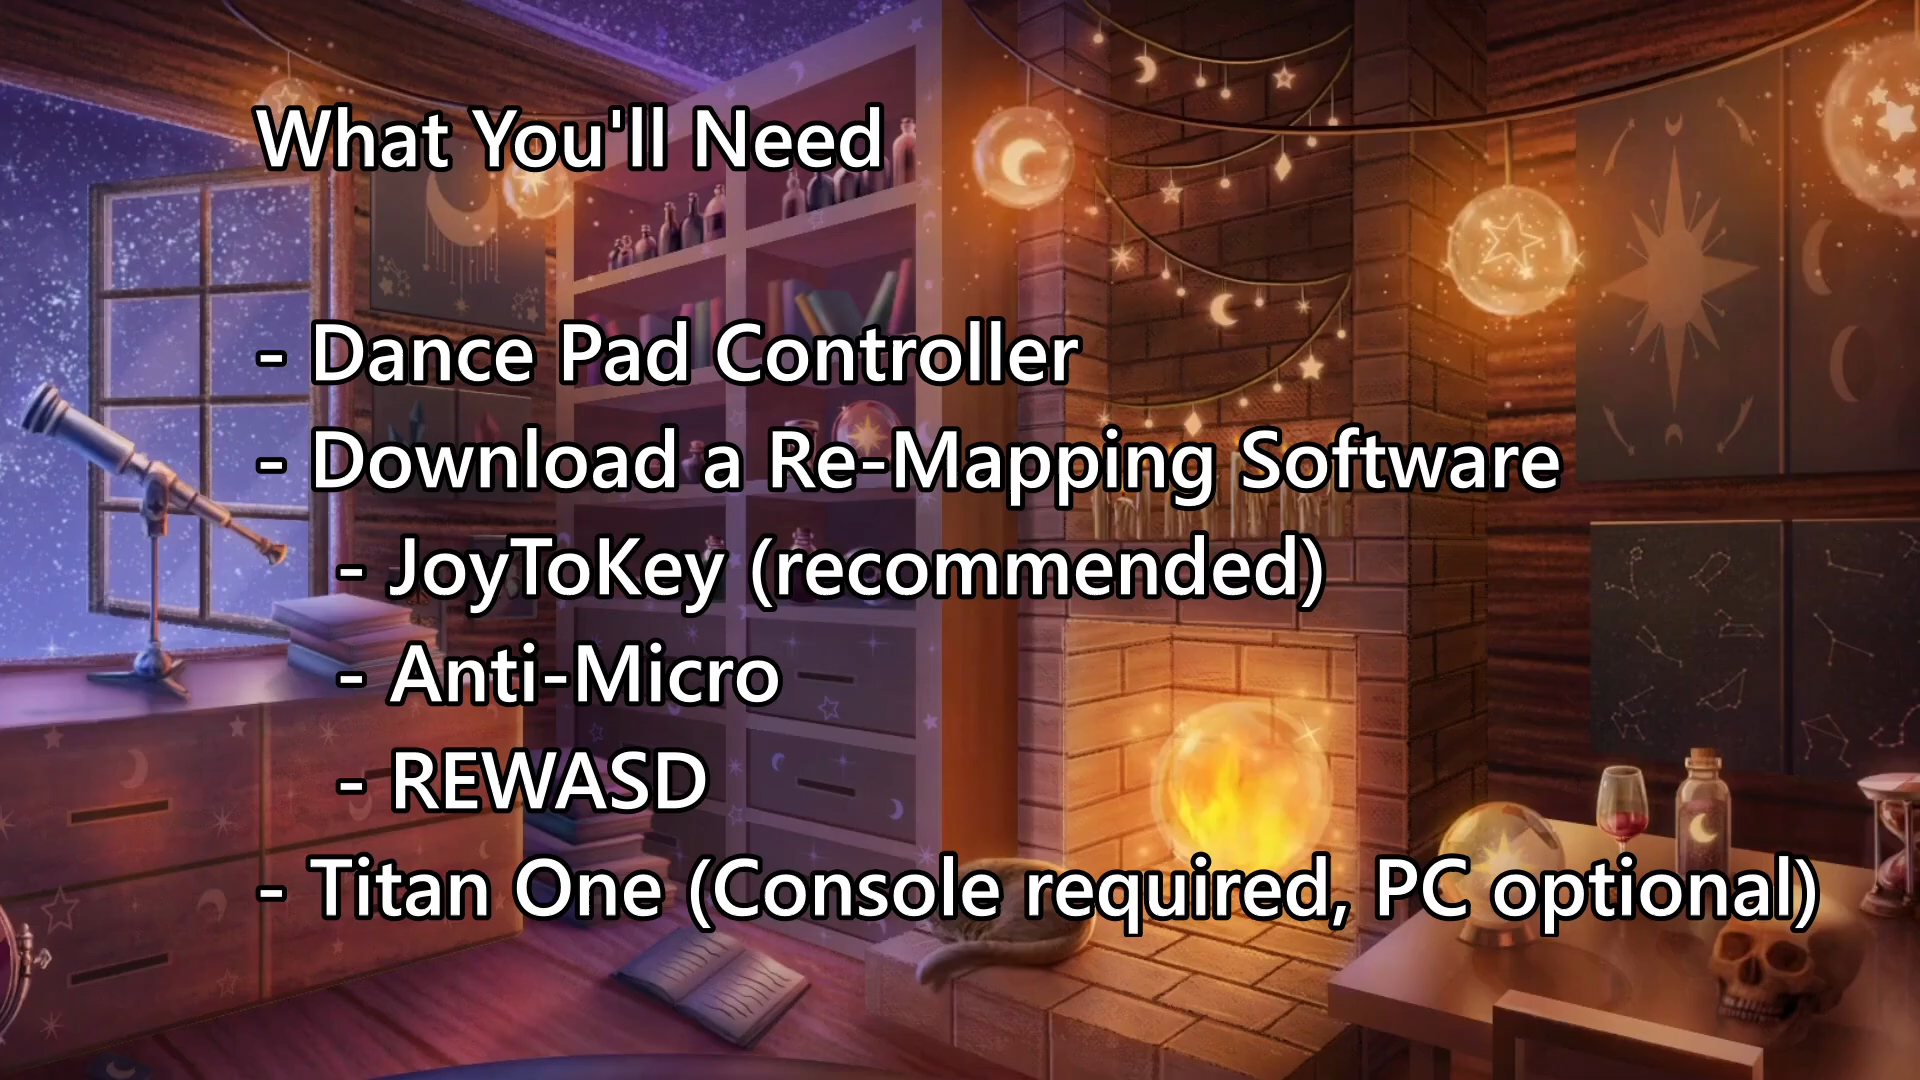 What You'll Need
- Dance Pad Controller
- Download a Re-Mapping Software
- JoyToKey (recommended)
- Anti-Micro
- REWASD
- Titan One (Console required, PC optional)